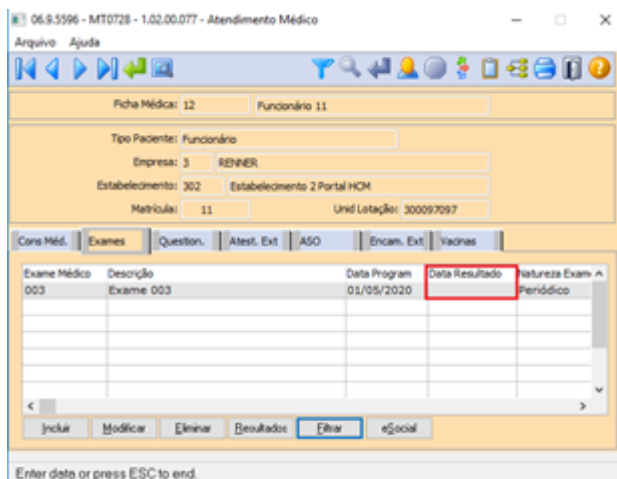 06.9.5596 - MT0728 - 1.02.00.077 - Atendimento Médico
Arquivo Ajuda
Ficha Médica: 12 Funcionário 11
Tipo Paciente: Funcionário
Empresa: 3 RENNER
Estabelecimento: 302 Estabelecimento 2 Portal HCM
Matrícula: 11 Unid Lotação: 300097097
Cons Méd. Exames Question. Atest. Ext ASO Encam. Ext Vacinas
Exame Médico Descrição Data Program Data Resultado Natureza Exam
003 Exame 003 01/05/2020 Periódico
Incluir Modificar Eliminar Resultados Filtrar eSocial
Enter data or press ESC to end.